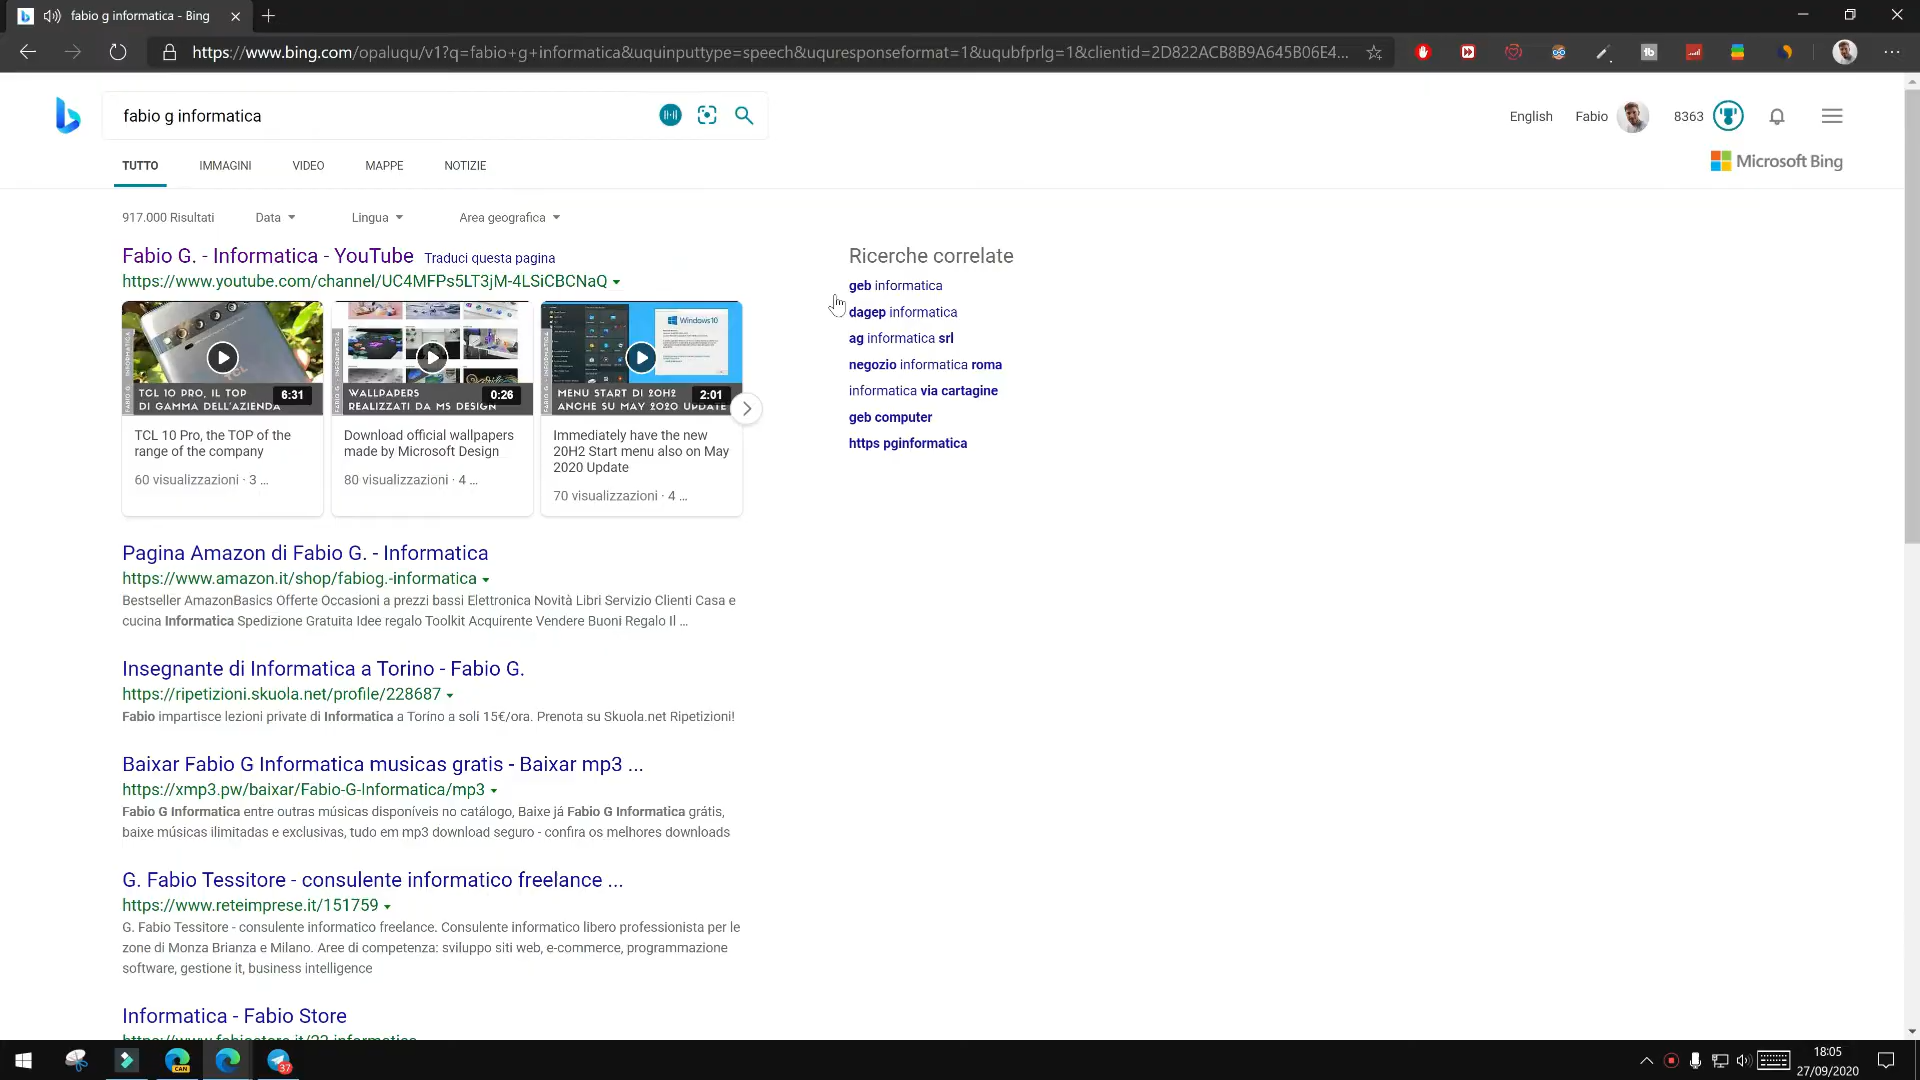 fabio g informatica - Bing
https://www.bing.com/opaluqu/v1?q=fabio+g+informatica&uquinputtype=speech&uquresponseformat=1&uqubfprlg=1&clientid=2D822ACB8B9A645B06E4...
fabio g informatica
English Fabio 8363
TUTTO IMMAGINI VIDEO MAPPE NOTIZIE
Microsoft Bing
917.000 Risultati Data Lingua Area geografica
Fabio G. - Informatica - YouTube Traduci questa pagina
https://www.youtube.com/channel/UC4MFPs5LT3jM-4LSiCBCNaQ
TCL 10 PRO, IL TOP
DI GAMMA DELL'AZIENDA
6:31
TCL 10 Pro, the TOP of the
range of the company
60 visualizzazioni · 3 ...
WALLPAPERS
REALIZZATI DA MS DESIGN
0:26
Download official wallpapers
made by Microsoft Design
80 visualizzazioni · 4 ...
Windows 10
MENU START DI 20H2
ANCHE SU MAY 2020 UPDATE
2:01
Immediately have the new
20H2 Start menu also on May
2020 Update
70 visualizzazioni · 4 ...
Pagina Amazon di Fabio G. - Informatica
https://www.amazon.it/shop/fabiog.-informatica
Bestseller AmazonBasics Offerte Occasioni a prezzi bassi Elettronica Novità Libri Servizio Clienti Casa e
cucina Informatica Spedizione Gratuita Idee regalo Toolkit Acquirente Vendere Buoni Regalo Il ...
Insegnante di Informatica a Torino - Fabio G.
https://ripetizioni.skuola.net/profile/228687
Fabio impartisce lezioni private di Informatica a Torino a soli 15€/ora. Prenota su Skuola.net Ripetizioni!
Baixar Fabio G Informatica musicas gratis - Baixar mp3 ...
https://xmp3.pw/baixar/Fabio-G-Informatica/mp3
Fabio G Informatica entre outras músicas disponíveis no catálogo, Baixe já Fabio G Informatica grátis,
baixe músicas ilimitadas e exclusivas, tudo em mp3 download seguro - confira os melhores downloads
G. Fabio Tessitore - consulente informatico freelance ...
https://www.reteimprese.it/151759
G. Fabio Tessitore - consulente informatico freelance. Consulente informatico libero professionista per le
zone di Monza Brianza e Milano. Aree di competenza: sviluppo siti web, e-commerce, programmazione
software, gestione it, business intelligence
Informatica - Fabio Store
Ricerche correlate
geb informatica
dagep informatica
ag informatica srl
negozio informatica roma
informatica via cartagine
geb computer
https pginformatica
CAN
37
18:05
27/09/2020